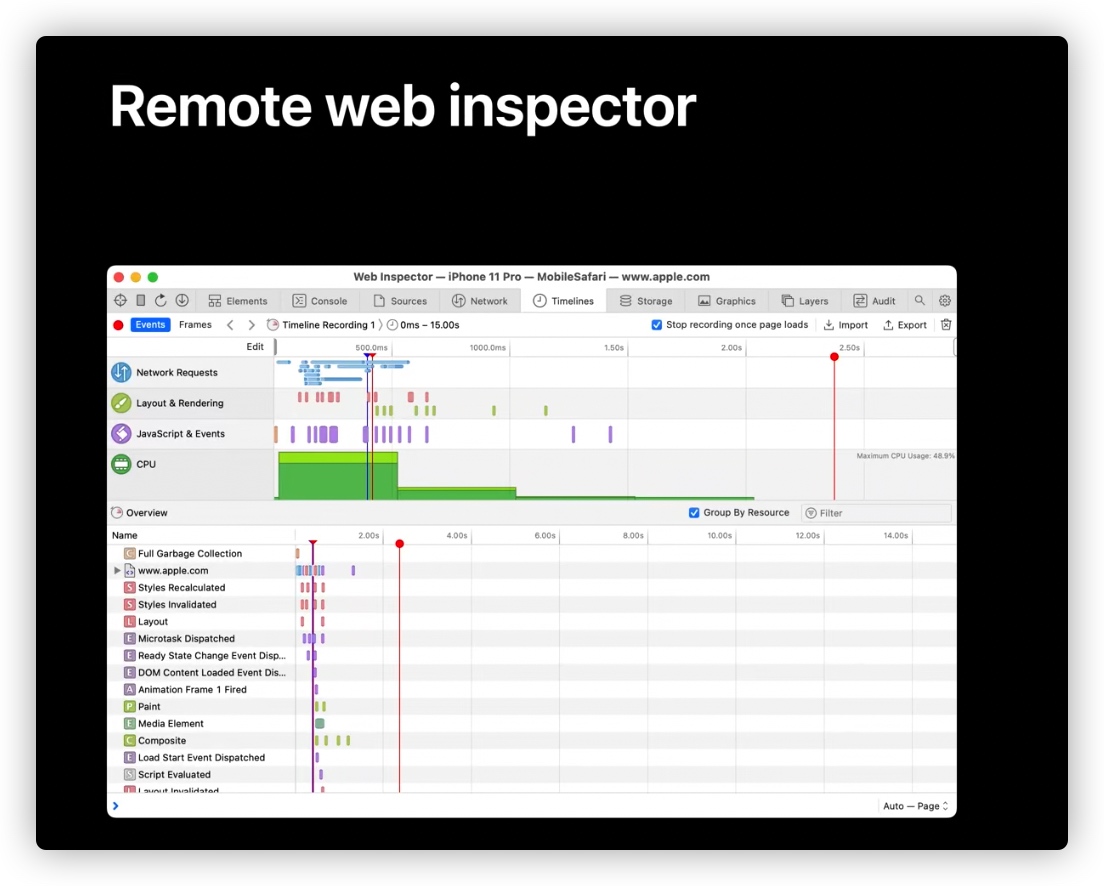 Remote web inspector
Web Inspector — iPhone 11 Pro — MobileSafari — www.apple.com
Elements Console Sources Network Timelines Storage Graphics Layers Audit
Events Frames Timeline Recording 1 0ms – 15.00s Stop recording once page loads Import Export
Edit 500.0ms 1000.0ms 1.50s 2.00s 2.50s
Network Requests
Layout & Rendering
JavaScript & Events
CPU Maximum CPU Usage: 48.9%
Overview Group By Resource Filter
Name 2.00s 4.00s 6.00s 8.00s 10.00s 12.00s 14.00s
Full Garbage Collection
www.apple.com
S Styles Recalculated
S Styles Invalidated
L Layout
E Microtask Dispatched
E Ready State Change Event Disp...
E DOM Content Loaded Event Dis...
A Animation Frame 1 Fired
P Paint
E Media Element
C Composite
E Load Start Event Dispatched
S Script Evaluated
L Layout Invalidated
Auto — Page